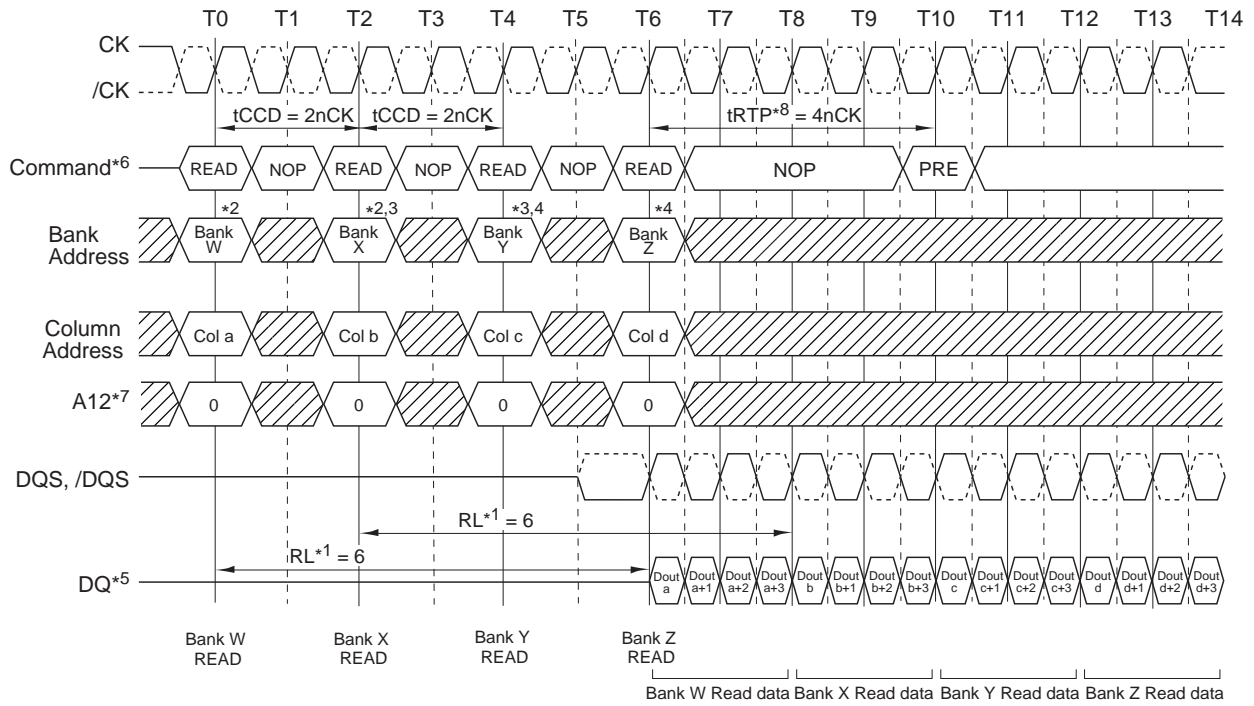 T0 T1 T2 T3 T4 T5 T6 T7 T8 T9 T10 T11 T12 T13 T14
CK
/CK
tCCD = 2nCK tCCD = 2nCK tRTP*8 = 4nCK
Command*6 READ NOP READ NOP READ NOP READ NOP PRE
*2 *2,3 *3,4 *4
Bank Address Bank W Bank X Bank Y Bank Z
Column Address Col a Col b Col c Col d
A12*7 0 0 0 0
DQS, /DQS
RL*1 = 6
RL*1 = 6
DQ*5 Dout a Dout a+1 Dout a+2 Dout a+3 Dout b Dout b+1 Dout b+2 Dout b+3 Dout c Dout c+1 Dout c+2 Dout c+3 Dout d Dout d+1 Dout d+2 Dout d+3
Bank W READ Bank X READ Bank Y READ Bank Z READ
Bank W Read data Bank X Read data Bank Y Read data Bank Z Read data